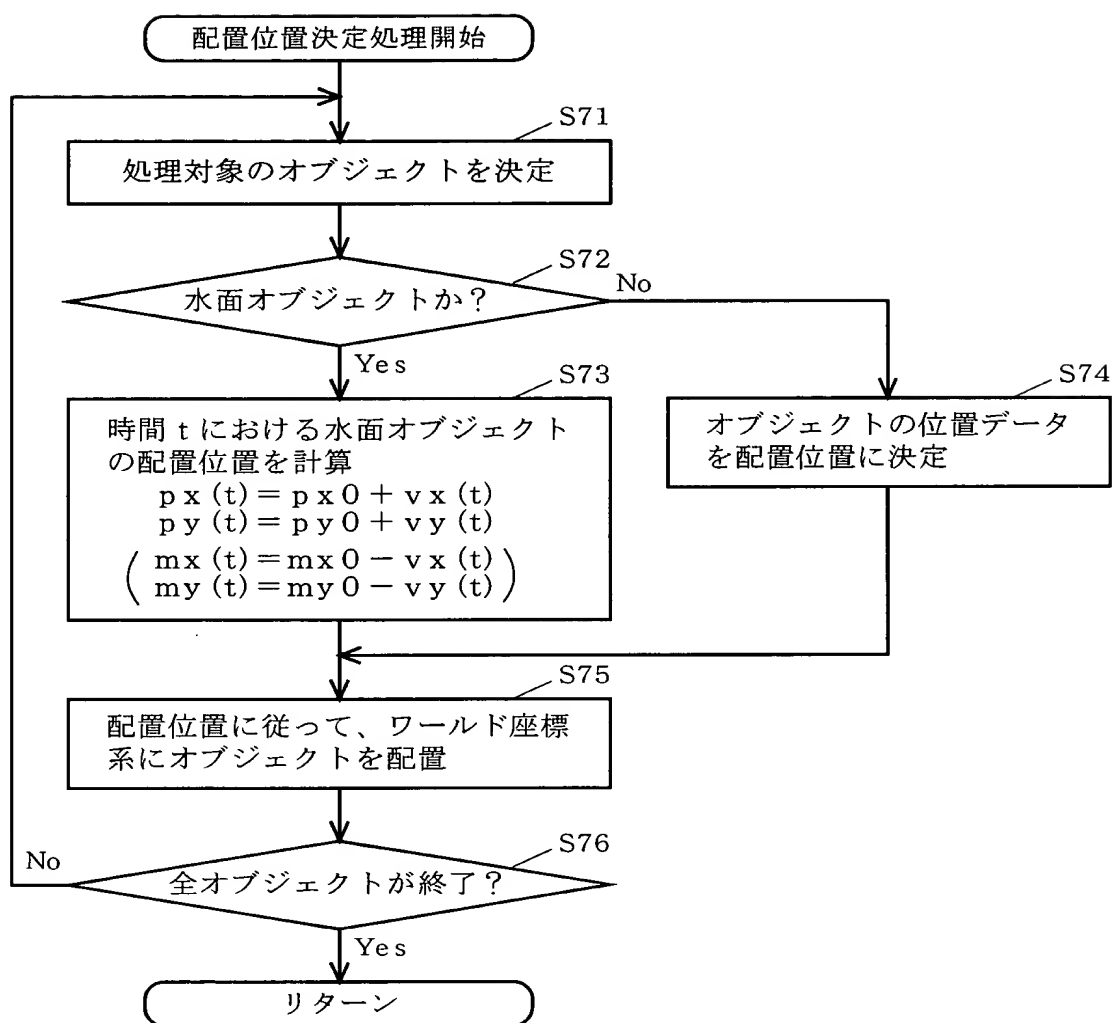 配置位置決定処理開始
S71
処理対象のオブジェクトを決定
S72
水面オブジェクトか?
No
Yes
S73
時間tにおける水面オブジェクト
の配置位置を計算
px(t)=px0+vx(t)
py(t)=py0+vy(t)
(mx(t)=mx0-vx(t)
my(t)=my0-vy(t))
S74
オブジェクトの位置データ
を配置位置に決定
S75
配置位置に従って、ワールド座標
系にオブジェクトを配置
S76
No
全オブジェクトが終了?
Yes
リターン